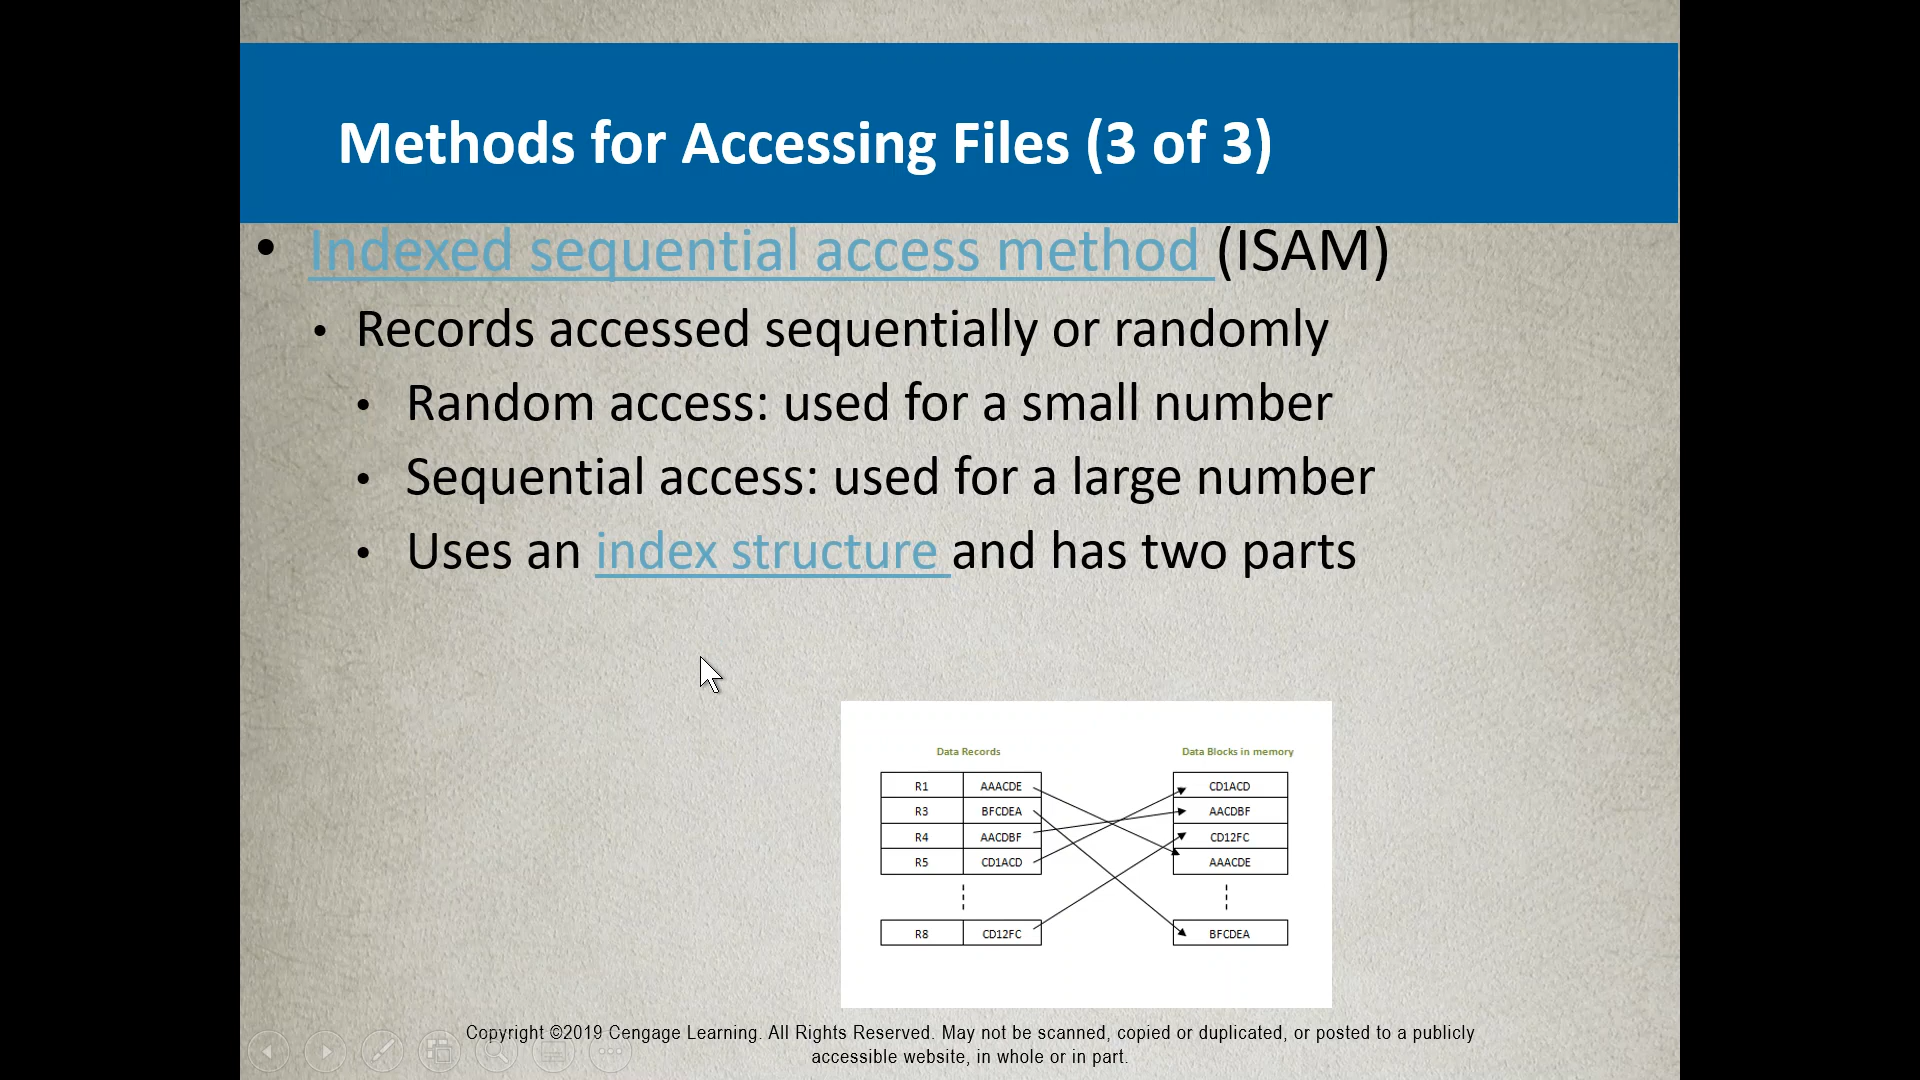 Methods for Accessing Files (3 of 3)
• Indexed sequential access method (ISAM)
• Records accessed sequentially or randomly
• Random access: used for a small number
• Sequential access: used for a large number
• Uses an index structure and has two parts
Data Records Data Blocks in memory
R1 AAACDE CD1ACD
R3 BFCDEA AACDBF
R4 AACDBF CD12FC
R5 CD1ACD AAACDE
R8 CD12FC BFCDEA
Copyright ©2019 Cengage Learning. All Rights Reserved. May not be scanned, copied or duplicated, or posted to a publicly
accessible website, in whole or in part.